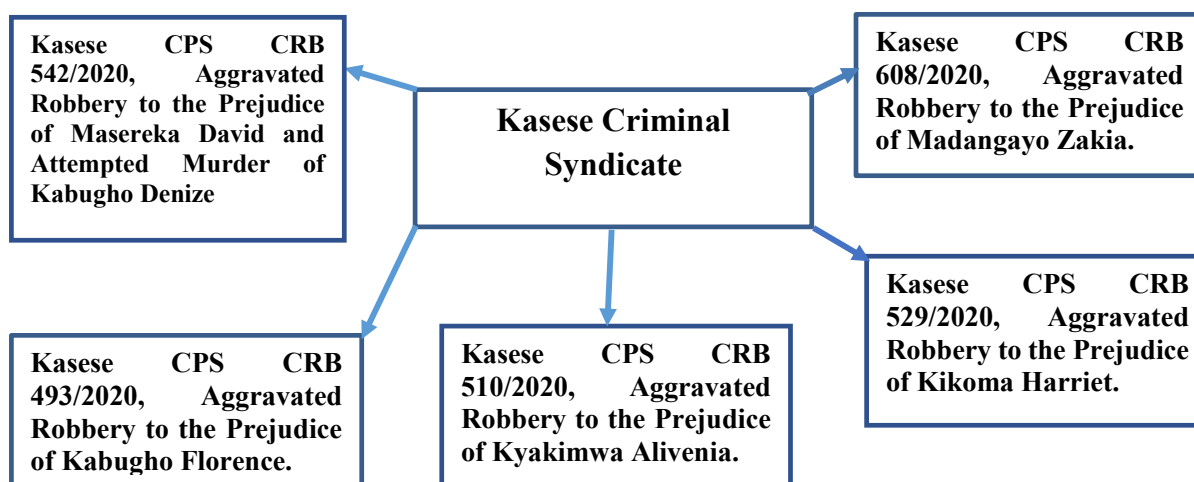 Kasese CPS CRB
542/2020, Aggravated
Robbery to the Prejudice
of Masereka David and
Attempted Murder of
Kabugho Denize
Kasese Criminal
Syndicate
Kasese CPS CRB
608/2020, Aggravated
Robbery to the Prejudice
of Madangayo Zakia.
Kasese CPS CRB
493/2020, Aggravated
Robbery to the Prejudice
of Kabugho Florence.
Kasese CPS CRB
510/2020, Aggravated
Robbery to the Prejudice
of Kyakimwa Alivenia.
Kasese CPS CRB
529/2020, Aggravated
Robbery to the Prejudice
of Kikoma Harriet.